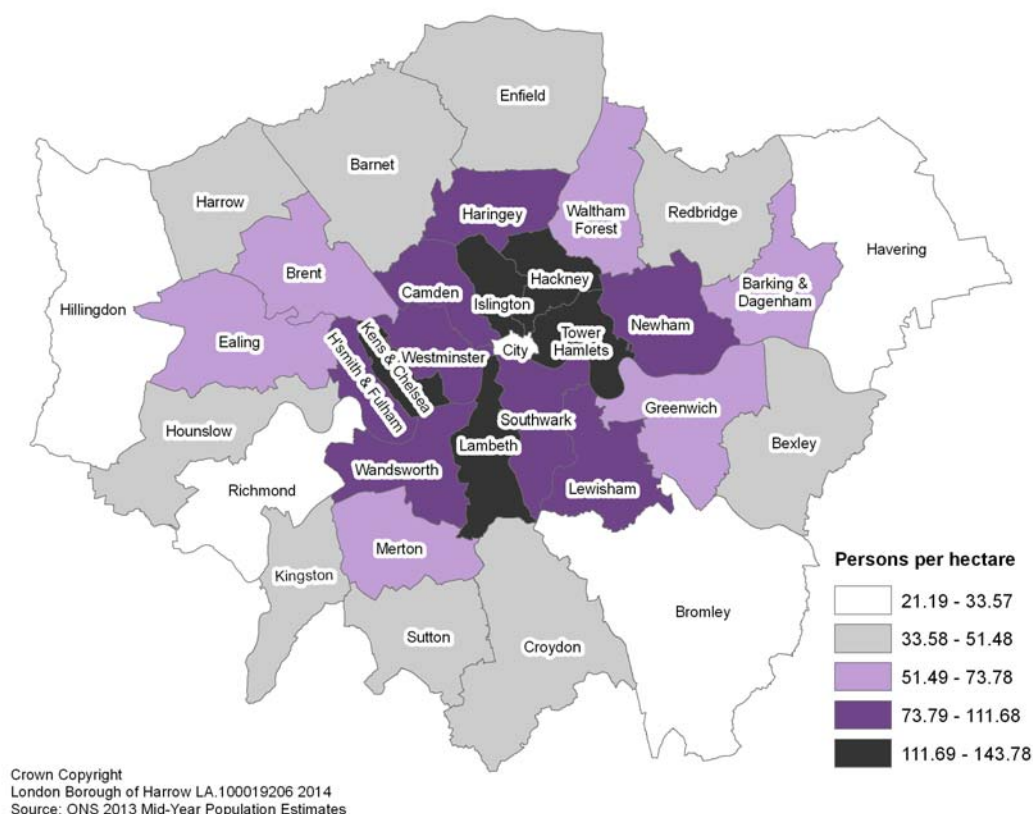 Enfield
Barnet
Harrow
Haringey
Waltham
Forest
Redbridge
Havering
Brent
Hackney
Camden
Islington
Barking &
Dagenham
Hillingdon
Newham
Tower
Hamlets
Ealing
City
Westminster
Kens & Chelsea
H'smith & Fulham
Greenwich
Hounslow
Southwark
Bexley
Lambeth
Wandsworth
Richmond
Lewisham
Merton
Kingston
Bromley
Sutton
Croydon
Persons per hectare
21.19 - 33.57
33.58 - 51.48
51.49 - 73.78
73.79 - 111.68
111.69 - 143.78
Crown Copyright
London Borough of Harrow LA.100019206 2014
Source: ONS 2013 Mid-Year Population Estimates